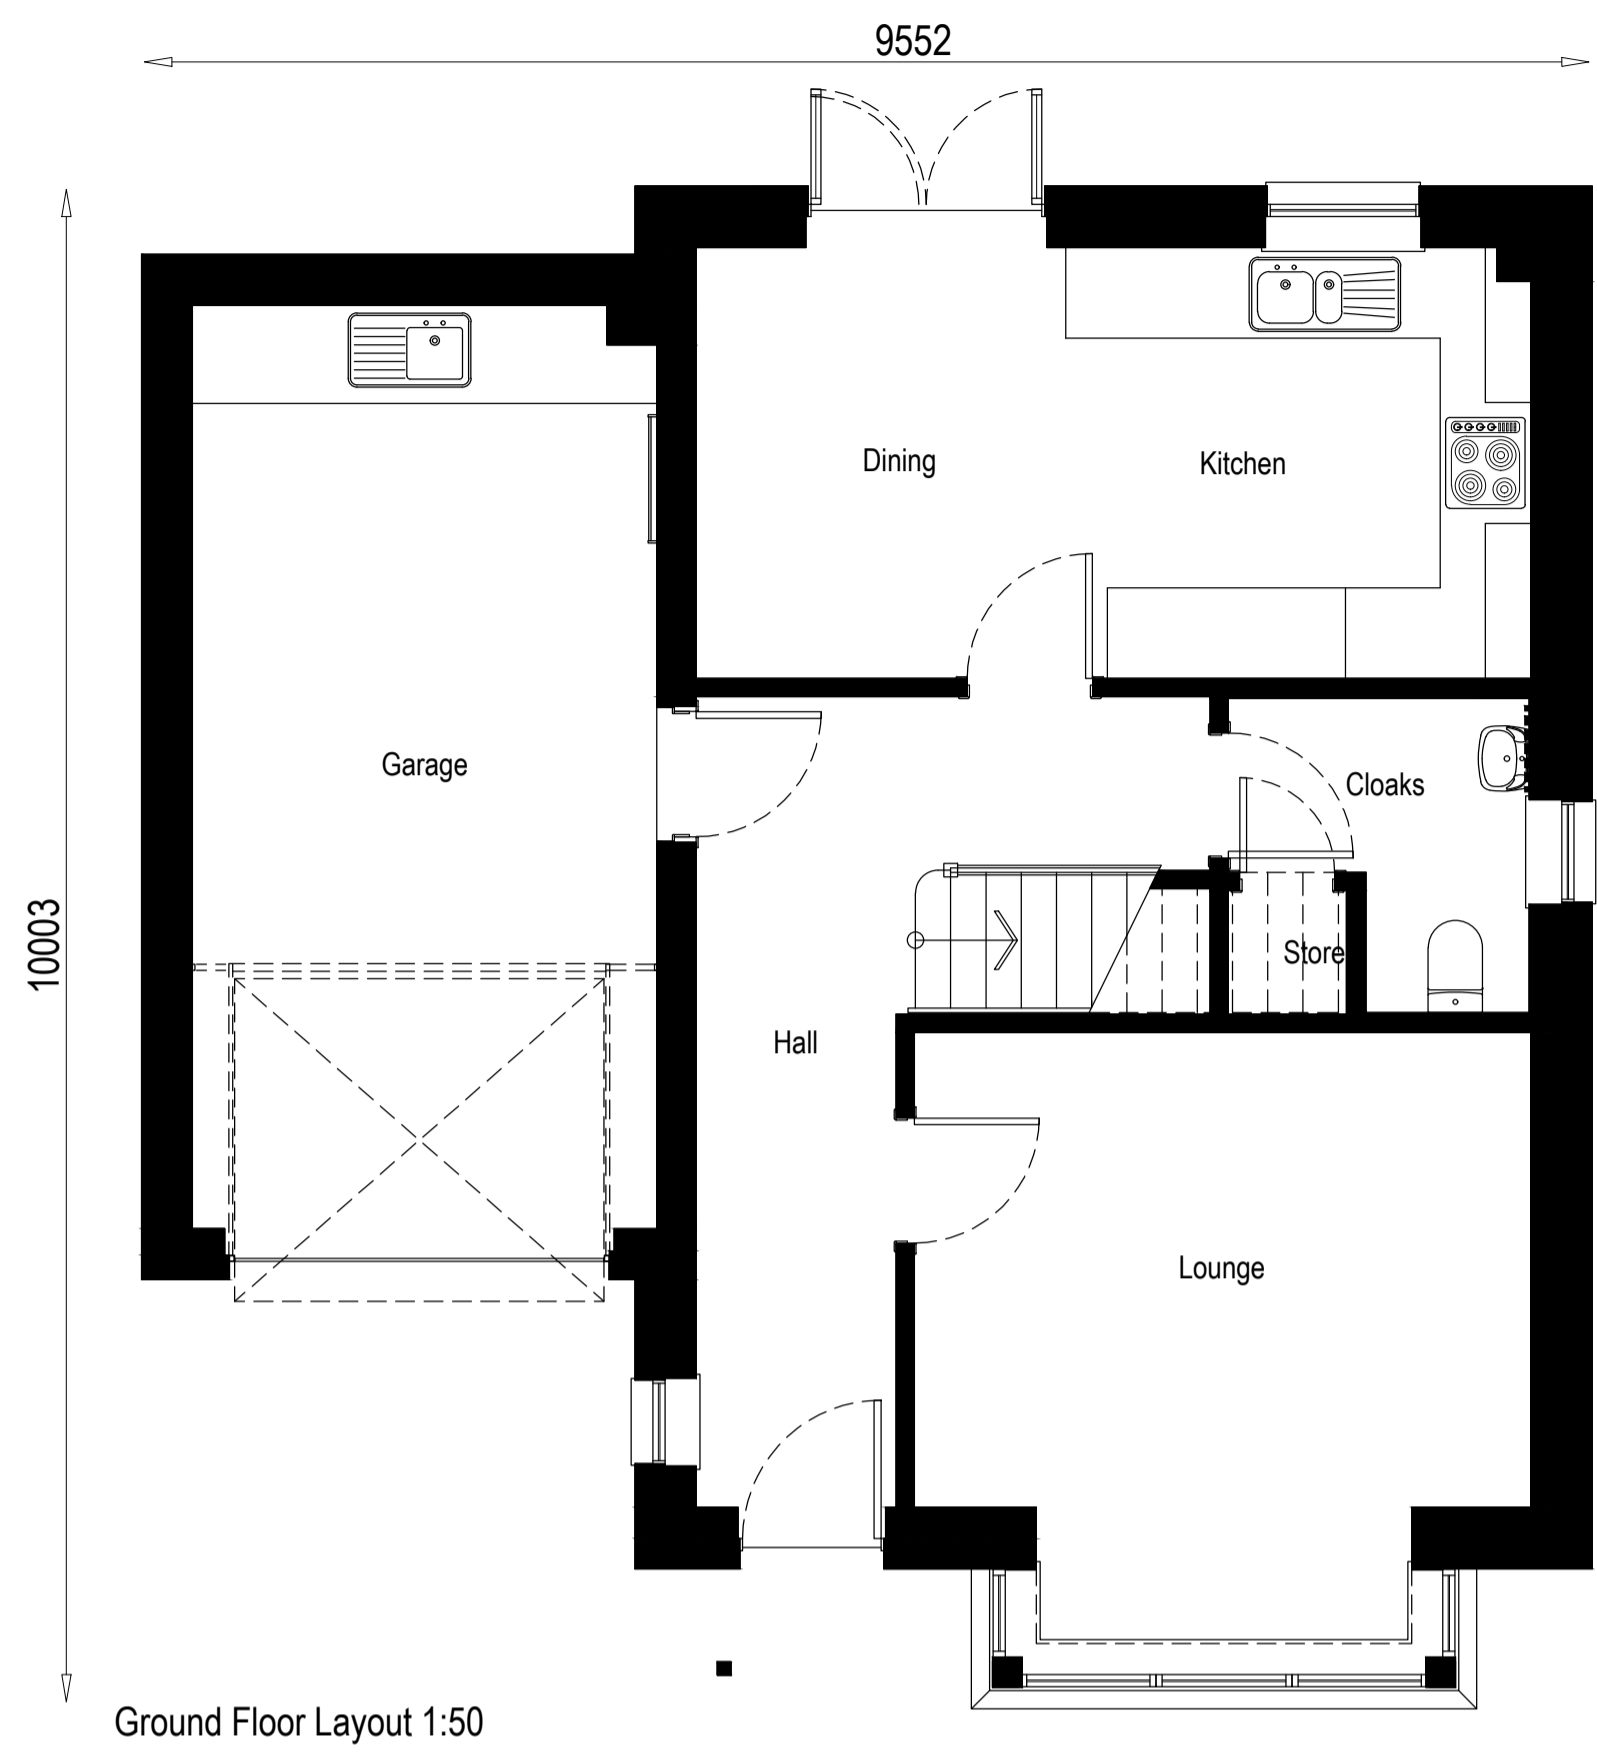 9552
Dining
Kitchen
Garage
Cloaks
10003
Store
Hall
Lounge
Ground Floor Layout 1:50